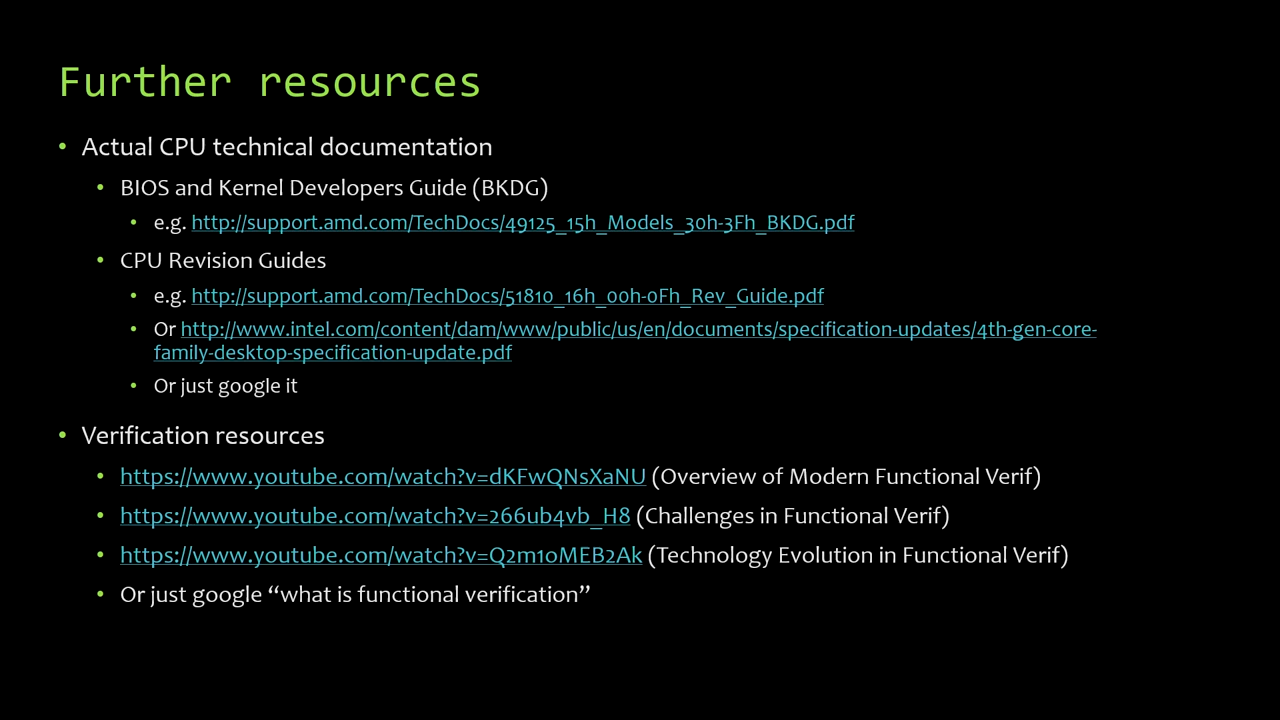 Further resources
• Actual CPU technical documentation
• BIOS and Kernel Developers Guide (BKDG)
• e.g. http://support.amd.com/TechDocs/49125_15h_Models_30h-3Fh_BKDG.pdf
• CPU Revision Guides
• e.g. http://support.amd.com/TechDocs/51810_16h_00h-0Fh_Rev_Guide.pdf
• Or http://www.intel.com/content/dam/www/public/us/en/documents/specification-updates/4th-gen-core-
family-desktop-specification-update.pdf
• Or just google it
• Verification resources
• https://www.youtube.com/watch?v=dKFwQNsXaNU (Overview of Modern Functional Verif)
• https://www.youtube.com/watch?v=266ub4vb_H8 (Challenges in Functional Verif)
• https://www.youtube.com/watch?v=Q2m1oMEB2Ak (Technology Evolution in Functional Verif)
• Or just google “what is functional verification”